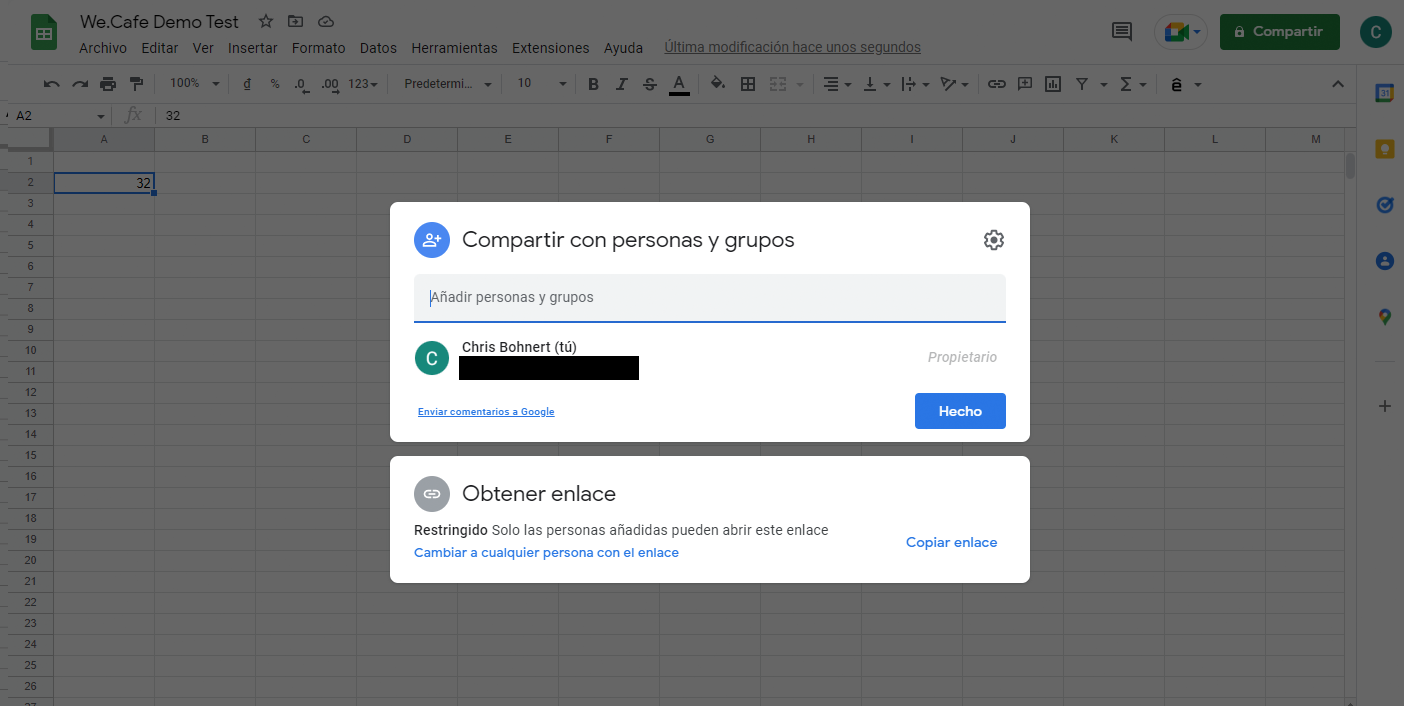 We.Cafe Demo Test
Archivo Editar Ver Insertar Formato Datos Herramientas Extensiones Ayuda Última modificación hace unos segundos
Compartir
C
100% đ % .0 .00 123 Predetermi... 10 B I S A Σ ê
31
A2 fx 32
A B C D E F G H I J K L M
1
2 32
3
4
5
6
7
8
9
10
11
12
13
14
15
16
17
18
19
20
21
22
23
24
25
26
27
Compartir con personas y grupos
Añadir personas y grupos
C
Chris Bohnert (tú)
Propietario
Enviar comentarios a Google
Hecho
Obtener enlace
Restringido Solo las personas añadidas pueden abrir este enlace
Cambiar a cualquier persona con el enlace
Copiar enlace